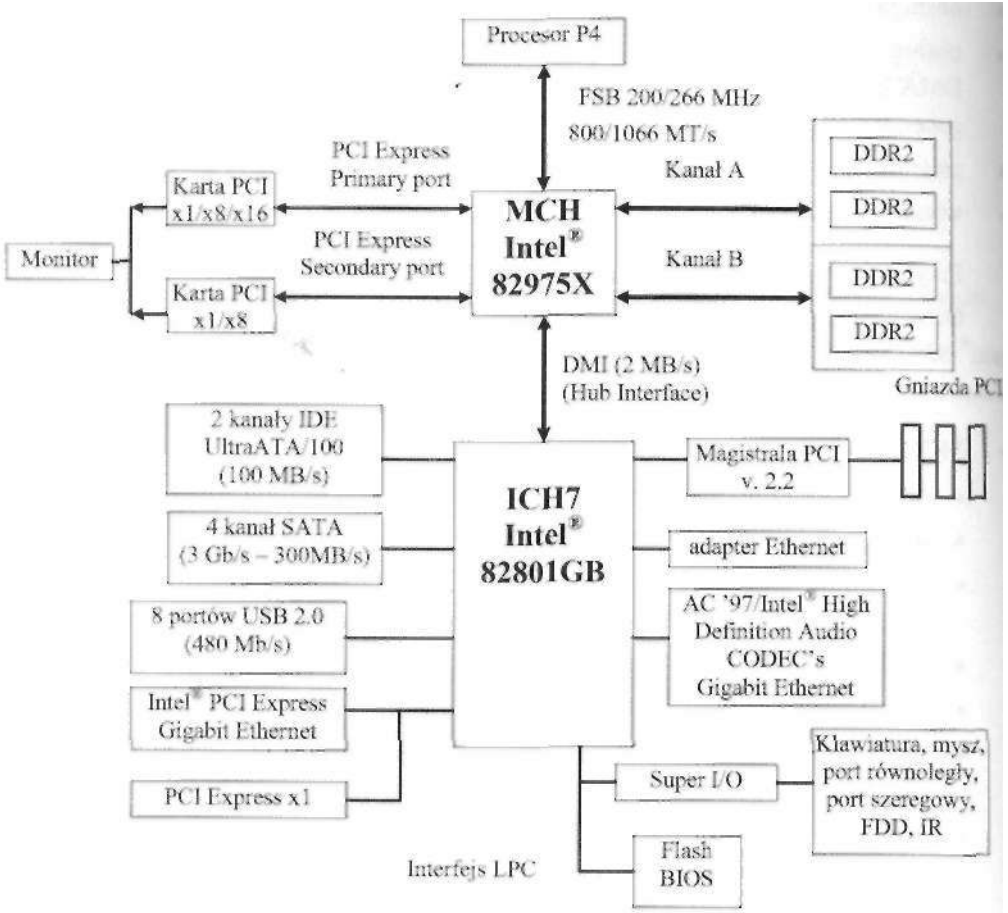 Procesor P4
FSB 200/266 MHz
800/1066 MT/s
PCI Express
Primary port
Kanał A
DDR2
DDR2
Karta PCI
x1/x8/x16
MCH
Intel®
82975X
PCI Express
Secondary port
Kanał B
Monitor
DDR2
DDR2
Karta PCI
x1/x8
DMI (2 MB/s)
(Hub Interface)
Gniazda PCI
2 kanały IDE
UltraATA/100
(100 MB/s)
Magistrala PCI
v. 2.2
ICH7
Intel®
82801GB
4 kanał SATA
(3 Gb/s – 300MB/s)
adapter Ethernet
8 portów USB 2.0
(480 Mb/s)
AC '97/Intel® High
Definition Audio
CODEC's
Gigabit Ethernet
Intel® PCI Express
Gigabit Ethernet
PCI Express x1
Super I/O
Klawiatura, mysz,
port równoległy,
port szeregowy,
FDD, IR
Interfejs LPC
Flash
BIOS